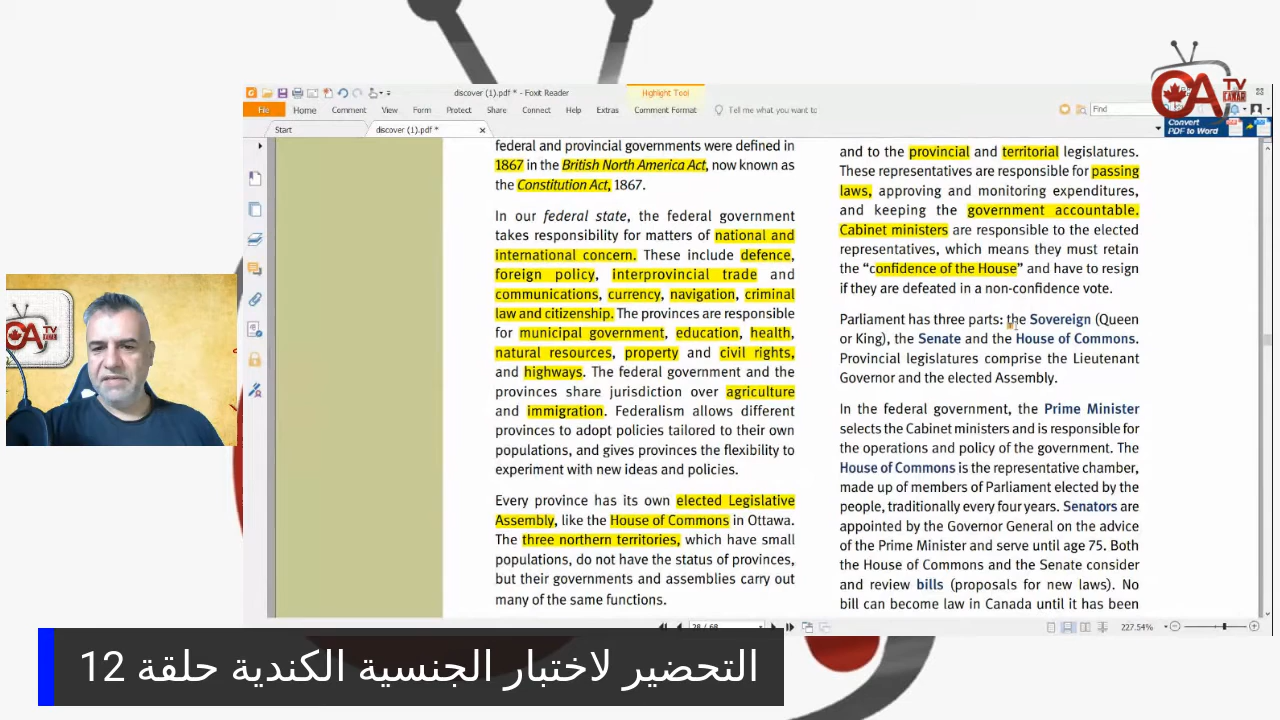 discover (1).pdf * - Foxit Reader
Highlight Tool
File Home Comment View Form Protect Share Connect Help Extras Comment Format Tell me what you want to
Find
Start discover (1).pdf *
Convert
PDF to Word
TV
federal and provincial governments were defined in
1867 in the British North America Act, now known as
the Constitution Act, 1867.
In our federal state, the federal government
takes responsibility for matters of national and
international concern. These include defence,
foreign policy, interprovincial trade and
communications, currency, navigation, criminal
law and citizenship. The provinces are responsible
for municipal government, education, health,
natural resources, property and civil rights,
and highways. The federal government and the
provinces share jurisdiction over agriculture
and immigration. Federalism allows different
provinces to adopt policies tailored to their own
populations, and gives provinces the flexibility to
experiment with new ideas and policies.
Every province has its own elected Legislative
Assembly, like the House of Commons in Ottawa.
The three northern territories, which have small
populations, do not have the status of provinces,
but their governments and assemblies carry out
many of the same functions.
and to the provincial and territorial legislatures.
These representatives are responsible for passing
laws, approving and monitoring expenditures,
and keeping the government accountable.
Cabinet ministers are responsible to the elected
representatives, which means they must retain
the “confidence of the House” and have to resign
if they are defeated in a non-confidence vote.
Parliament has three parts: the Sovereign (Queen
or King), the Senate and the House of Commons.
Provincial legislatures comprise the Lieutenant
Governor and the elected Assembly.
In the federal government, the Prime Minister
selects the Cabinet ministers and is responsible for
the operations and policy of the government. The
House of Commons is the representative chamber,
made up of members of Parliament elected by the
people, traditionally every four years. Senators are
appointed by the Governor General on the advice
of the Prime Minister and serve until age 75. Both
the House of Commons and the Senate consider
and review bills (proposals for new laws). No
bill can become law in Canada until it has been
28 / 68
227.54%
التحضير لاختبار الجنسية الكندية حلقة 12